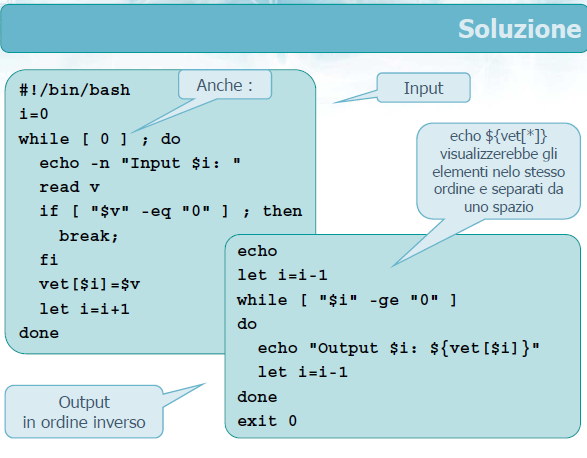 Soluzione
Anche :
Input
#!/bin/bash
i=0
while [ 0 ] ; do
echo -n "Input $i: "
read v
if [ "$v" -eq "0" ] ; then
break;
fi
vet[$i]=$v
let i=i+1
done
echo ${vet[*]}
visualizzerebbe gli
elementi nelo stesso
ordine e separati da
uno spazio
echo
let i=i-1
while [ "$i" -ge "0" ]
do
echo "Output $i: ${vet[$i]}"
let i=i-1
done
exit 0
Output
in ordine inverso